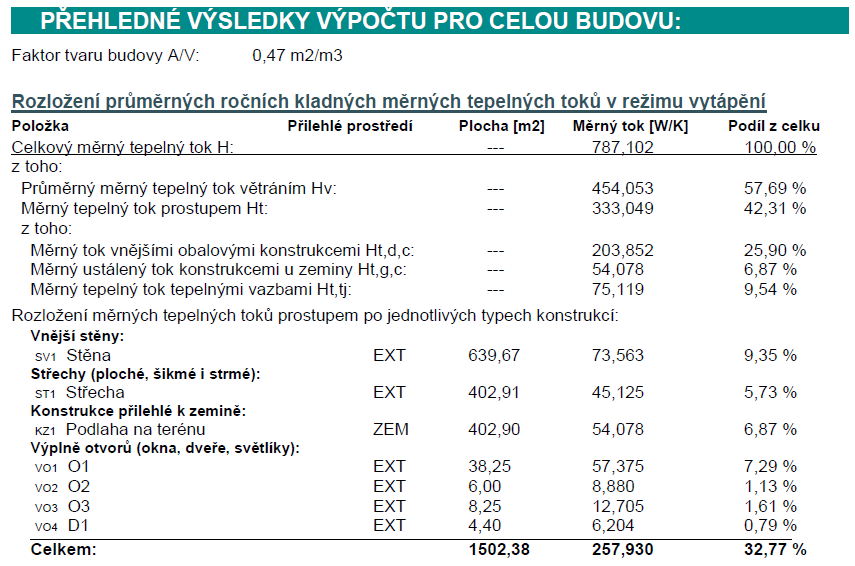 PŘEHLEDNÉ VÝSLEDKY VÝPOČTU PRO CELOU BUDOVU:
Faktor tvaru budovy A/V: 0,47 m2/m3
Rozložení průměrných ročních kladných měrných tepelných toků v režimu vytápění
Položka Přilehlé prostředí Plocha [m2] Měrný tok [W/K] Podíl z celku
Celkový měrný tepelný tok H: --- 787,102 100,00 %
z toho:
Průměrný měrný tepelný tok větráním Hv: --- 454,053 57,69 %
Měrný tepelný tok prostupem Ht: --- 333,049 42,31 %
z toho:
Měrný tok vnějšími obalovými konstrukcemi Ht,d,c: --- 203,852 25,90 %
Měrný ustálený tok konstrukcemi u zeminy Ht,g,c: --- 54,078 6,87 %
Měrný tepelný tok tepelnými vazbami Ht,tj: --- 75,119 9,54 %
Rozložení měrných tepelných toků prostupem po jednotlivých typech konstrukcí:
Vnější stěny:
SV1 Stěna EXT 639,67 73,563 9,35 %
Střechy (ploché, šikmé i strmé):
ST1 Střecha EXT 402,91 45,125 5,73 %
Konstrukce přilehlé k zemině:
KZ1 Podlaha na terénu ZEM 402,90 54,078 6,87 %
Výplně otvorů (okna, dveře, světlíky):
VO1 O1 EXT 38,25 57,375 7,29 %
VO2 O2 EXT 6,00 8,880 1,13 %
VO3 O3 EXT 8,25 12,705 1,61 %
VO4 D1 EXT 4,40 6,204 0,79 %
Celkem: 1502,38 257,930 32,77 %